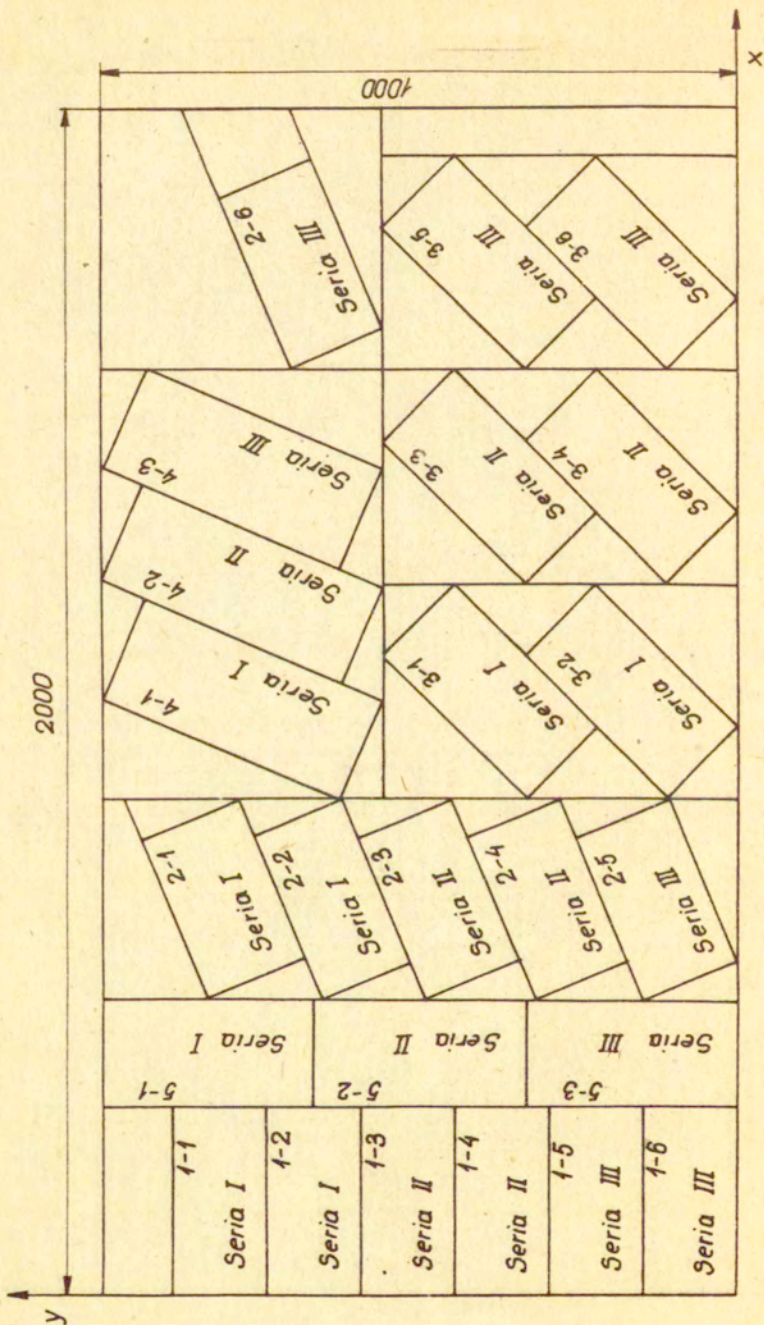 2000
1000
y
x
1-1
Seria I
1-2
Seria I
1-3
Seria II
1-4
Seria II
1-5
Seria III
1-6
Seria III
5-1
Seria I
5-2
Seria II
5-3
Seria III
2-1
Seria I
2-2
Seria I
2-3
Seria II
2-4
Seria II
2-5
Seria III
4-1
Seria I
4-2
Seria II
4-3
Seria III
3-1
Seria I
3-2
Seria I
3-3
Seria II
3-4
Seria II
2-6
Seria III
3-5
Seria III
3-6
Seria III